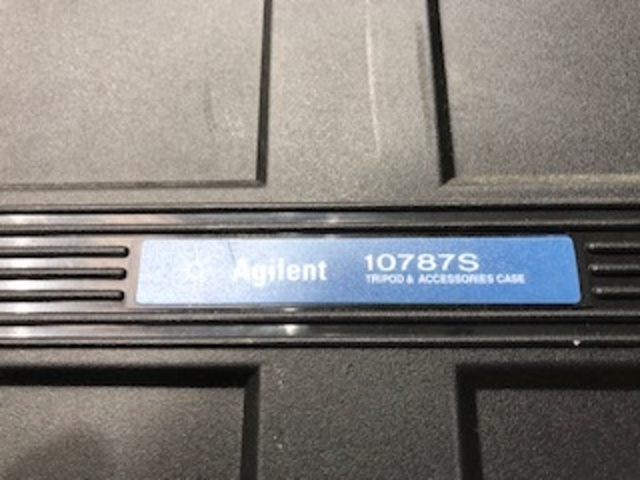 Agilent 10787S
TRIPOD & ACCESSORIES CASE